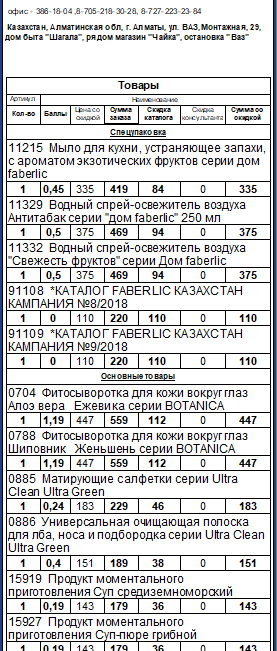 офис - 386-18-04 ,8-705-218-30-28, 8-727-223-23-84
Казахстан, Алматинская обл, г. Алматы, ул. ВАЗ,Монтажная, 29,
дом быта "Шагала", рядом магазин "Чайка", остановка "Ваз"
Товары
Артикул Наименование
Кол-во Баллы Цена со скидкой Сумма заказа Скидка каталога Скидка консультанта Сумма со скидкой
Спецупаковка
11215 Мыло для кухни, устраняющее запахи,
с ароматом экзотических фруктов серии дом
faberlic
1 0,45 335 419 84 0 335
11329 Водный спрей-освежитель воздуха
Антитабак серии "дом faberlic" 250 мл
1 0,5 375 469 94 0 375
11332 Водный спрей-освежитель воздуха
"Свежесть фруктов" серии Дом faberlic
1 0,5 375 469 94 0 375
91108 *КАТАЛОГ FABERLIC КАЗАХСТАН
КАМПАНИЯ №8/2018
1 0 110 220 110 0 110
91109 *КАТАЛОГ FABERLIC КАЗАХСТАН
КАМПАНИЯ №9/2018
1 0 110 220 110 0 110
Основные товары
0704 Фитосыворотка для кожи вокруг глаз
Алоэ вера Ежевика серии BOTANICA
1 1,19 447 559 112 0 447
0788 Фитосыворотка для кожи вокруг глаз
Шиповник Женьшень серии BOTANICA
1 1,19 447 559 112 0 447
0885 Матирующие салфетки серии Ultra
Clean Ultra Green
1 0,24 183 229 46 0 183
0886 Универсальная очищающая полоска
для лба, носа и подбородка серии Ultra Clean
Ultra Green
1 0,4 151 189 38 0 151
15919 Продукт моментального
приготовления Суп средиземноморский
1 0,19 143 179 36 0 143
15927 Продукт моментального
приготовления Суп-пюре грибной
1 0,19 143 179 36 0 143